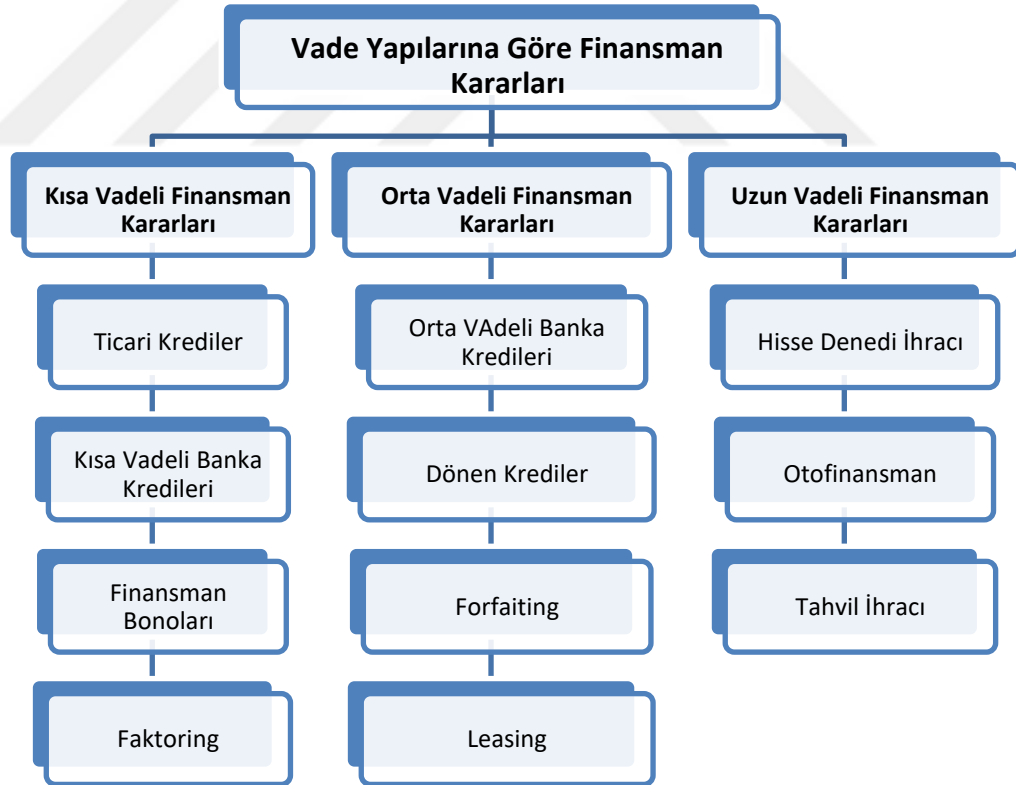 Vade Yapılarına Göre Finansman
Kararları
Kısa Vadeli Finansman
Kararları
Ticari Krediler
Kısa Vadeli Banka
Kredileri
Finansman
Bonoları
Faktoring
Orta Vadeli Finansman
Kararları
Orta VAdeli Banka
Kredileri
Dönen Krediler
Forfaiting
Leasing
Uzun Vadeli Finansman
Kararları
Hisse Denedi İhracı
Otofinansman
Tahvil İhracı